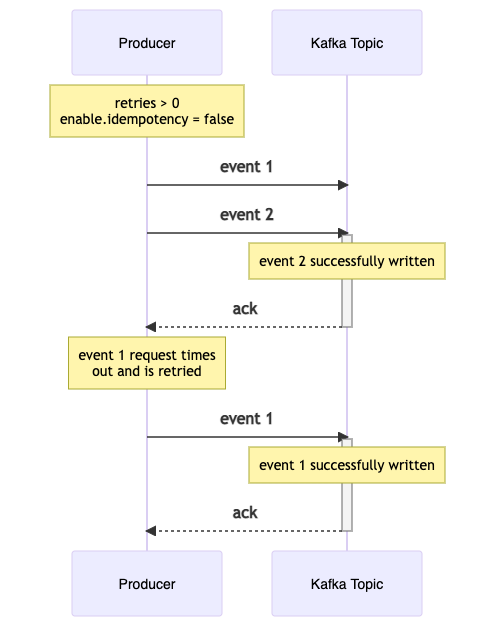 Producer
Kafka Topic
retries > 0
enable.idempotency = false
event 1
event 2
event 2 successfully written
ack
event 1 request times
out and is retried
event 1
event 1 successfully written
ack
Producer
Kafka Topic